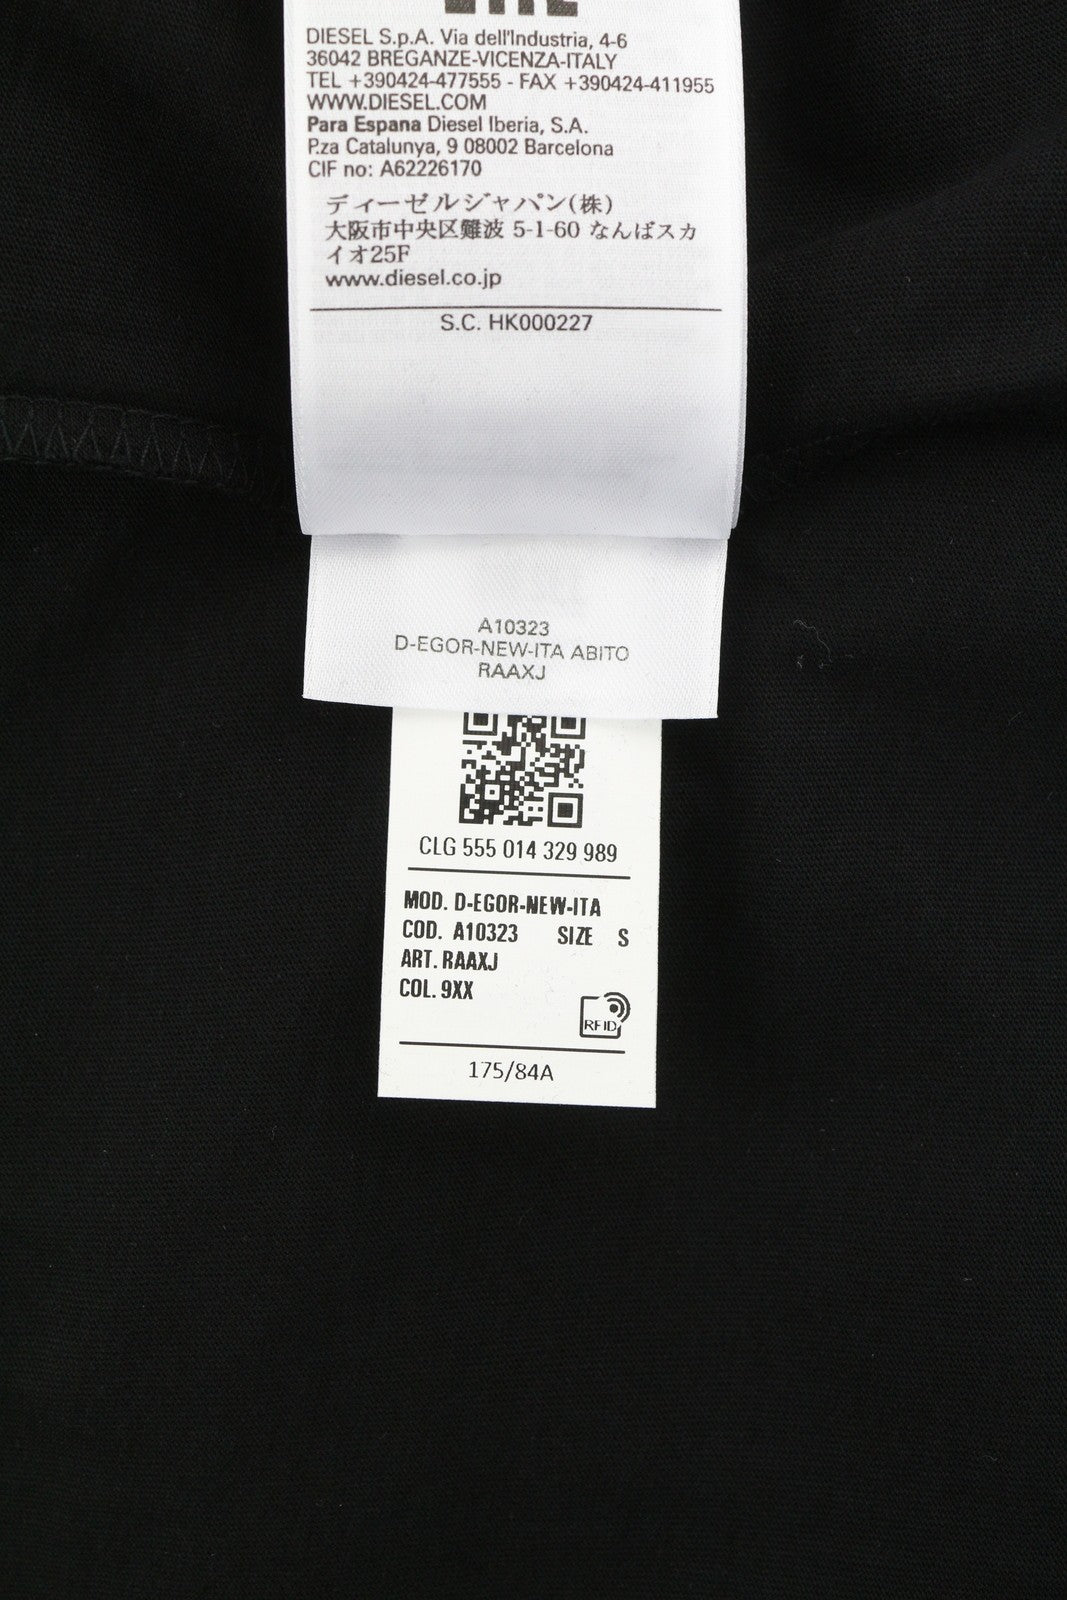 DIESEL S.p.A. Via dell'Industria, 4-6
36042 BREGANZE-VICENZA-ITALY
TEL +390424-477555 - FAX +390424-411955
WWW.DIESEL.COM
Para Espana Diesel Iberia, S.A.
P.za Catalunya, 9 08002 Barcelona
CIF no: A62226170
ディーゼルジャパン(株)
大阪市中央区難波 5-1-60 なんばスカ
イオ25F
www.diesel.co.jp
S.C. HK000227
A10323
D-EGOR-NEW-ITA ABITO
RAAXJ
CLG 555 014 329 989
MOD. D-EGOR-NEW-ITA
COD. A10323 SIZE S
ART. RAAXJ
COL. 9XX
RFID
175/84A